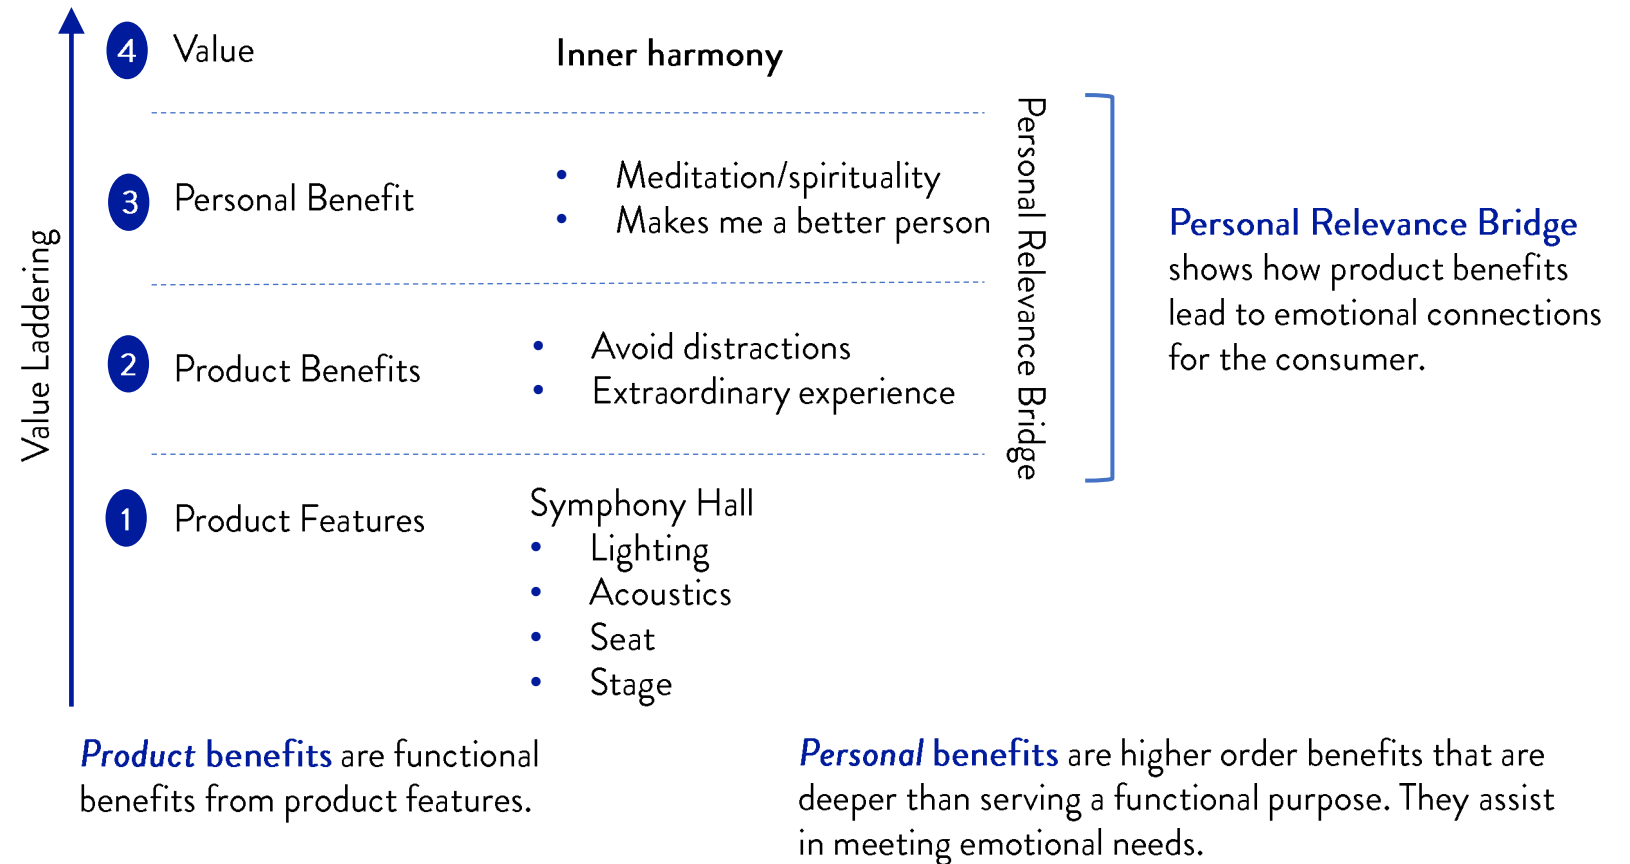 4 Value Inner harmony
3 Personal Benefit
• Meditation/spirituality
• Makes me a better person
2 Product Benefits
• Avoid distractions
• Extraordinary experience
1 Product Features
Symphony Hall
• Lighting
• Acoustics
• Seat
• Stage
Value Laddering
Personal Relevance Bridge
Personal Relevance Bridge
shows how product benefits
lead to emotional connections
for the consumer.
Product benefits are functional
benefits from product features.
Personal benefits are higher order benefits that are
deeper than serving a functional purpose. They assist
in meeting emotional needs.